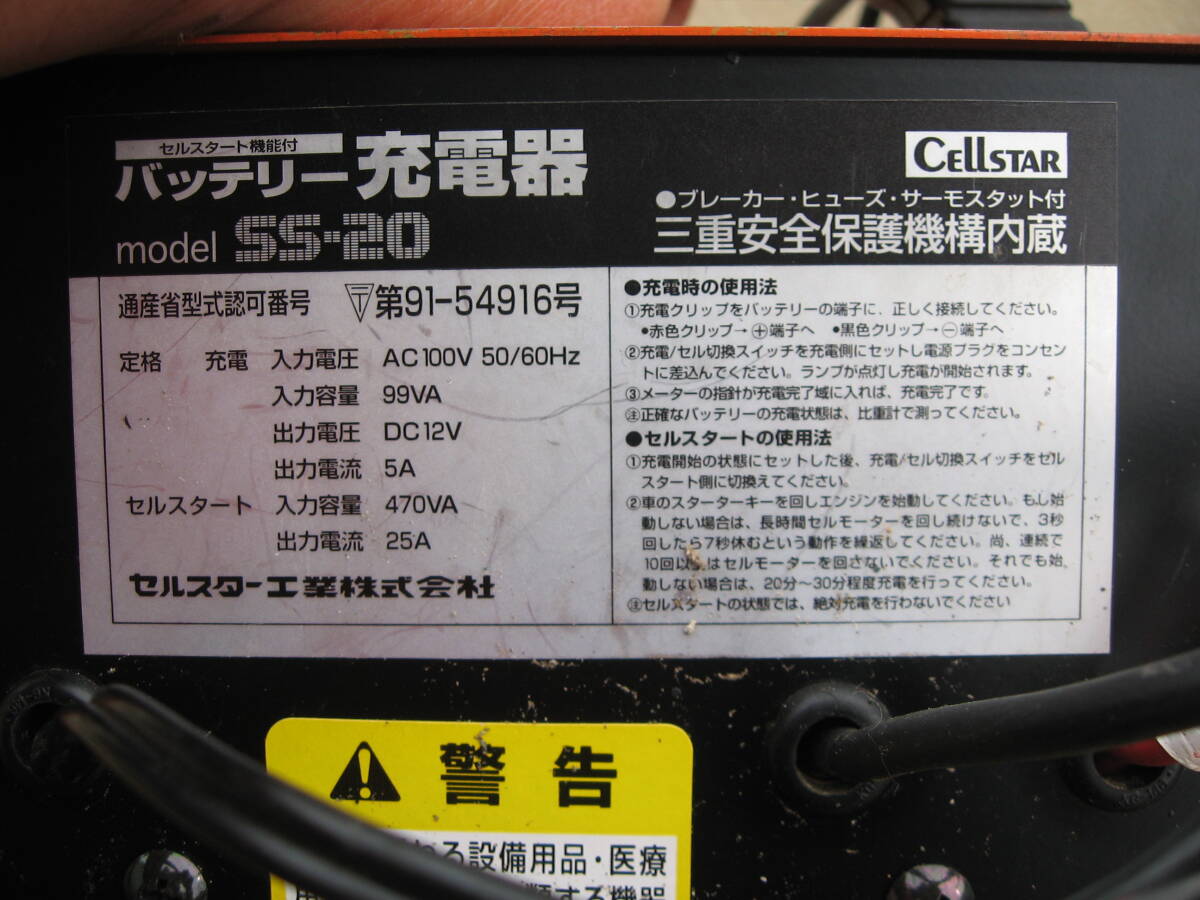 セルスタート機能付
バッテリー充電器
model SS-20
CELLSTAR
●ブレーカー・ヒューズ・サーモスタット付
三重安全保護機構内蔵
通産省型式認可番号 〒第91-54916号
定格 充電 入力電圧 AC100V 50/60Hz
入力容量 99VA
出力電圧 DC12V
出力電流 5A
セルスタート 入力容量 470VA
出力電流 25A
セルスター工業株式会社
●充電時の使用法
①充電クリップをバッテリーの端子に、正しく接続してください。
•赤色クリップ→⊕端子へ •黒色クリップ→⊖端子へ
②充電/セル切換スイッチを充電側にセットし電源プラグをコンセン
トに差込んでください。ランプが点灯し充電が開始されます。
③メーターの指針が充電完了域に入れば、充電完了です。
㊟正確なバッテリーの充電状態は、比重計で測ってください。
●セルスタートの使用法
①充電開始の状態にセットした後、充電/セル切換スイッチをセル
スタート側に切換えてください。
②車のスターターキーを回しエンジンを始動してください。もし始
動しない場合は、長時間セルモーターを回し続けないで、3秒
回したら7秒休むという動作を繰返してください。尚、連続で
10回以上はセルモーターを回さないでください。それでも始
動しない場合は、20分〜30分程度充電を行ってください。
㊟セルスタートの状態では、絶対充電を行わないでください
警告
わる設備用品・医療
する機器